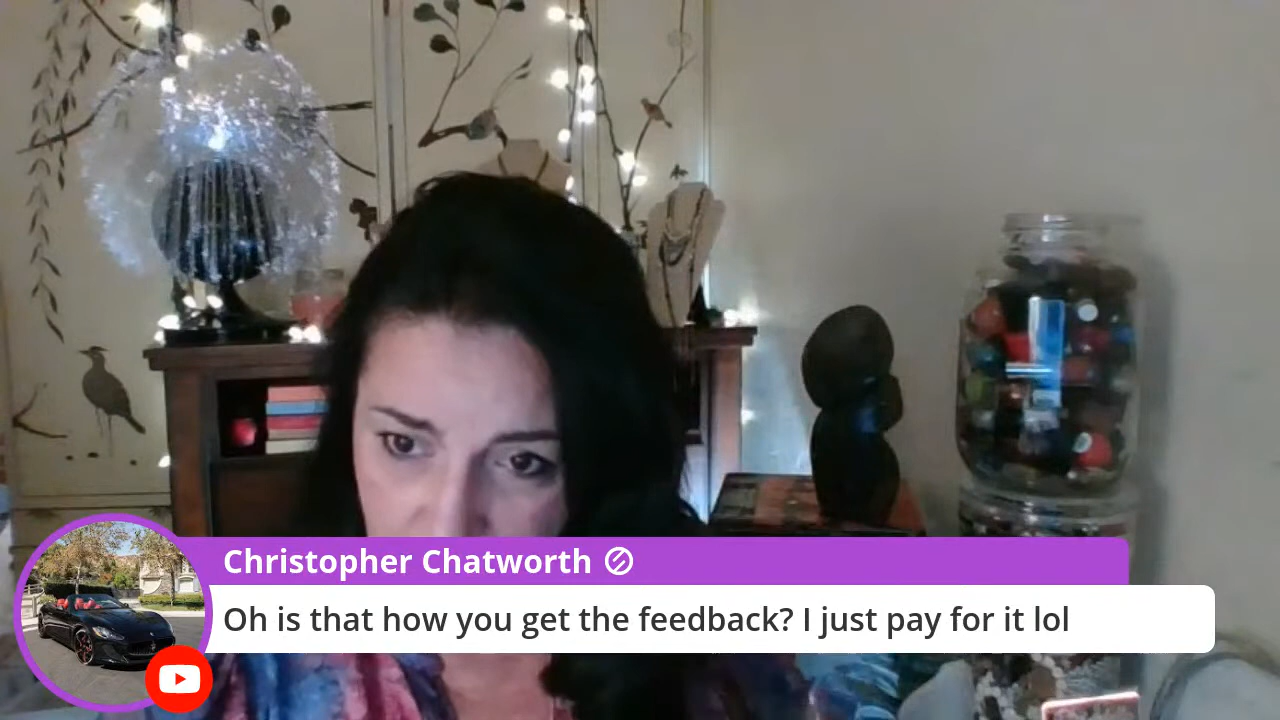 Christopher Chatworth
Oh is that how you get the feedback? I just pay for it lol